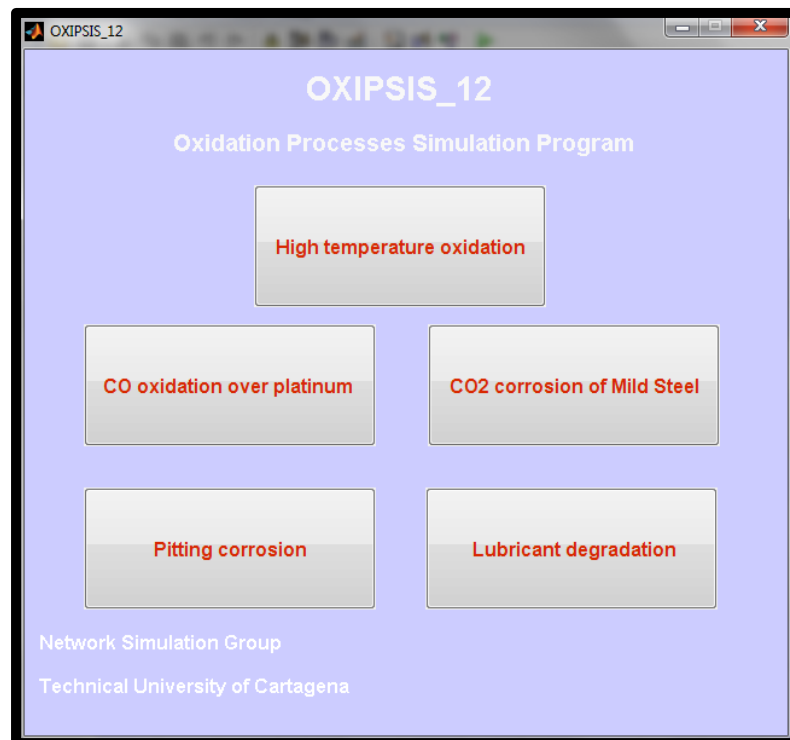 OXIPSIS_12
OXIPSIS_12
Oxidation Processes Simulation Program
High temperature oxidation
CO oxidation over platinum
CO2 corrosion of Mild Steel
Pitting corrosion
Lubricant degradation
Network Simulation Group
Technical University of Cartagena